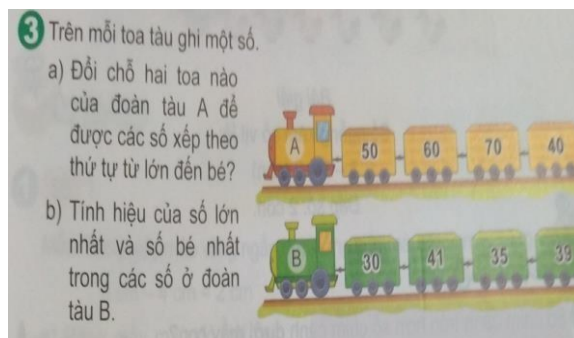 3 Trên mỗi toa tàu ghi một số.
a) Đổi chỗ hai toa nào
của đoàn tàu A để
được các số xếp theo
thứ tự từ lớn đến bé?
A 50 60 70 40
b) Tính hiệu của số lớn
nhất và số bé nhất
trong các số ở đoàn
tàu B.
B 30 41 35 39